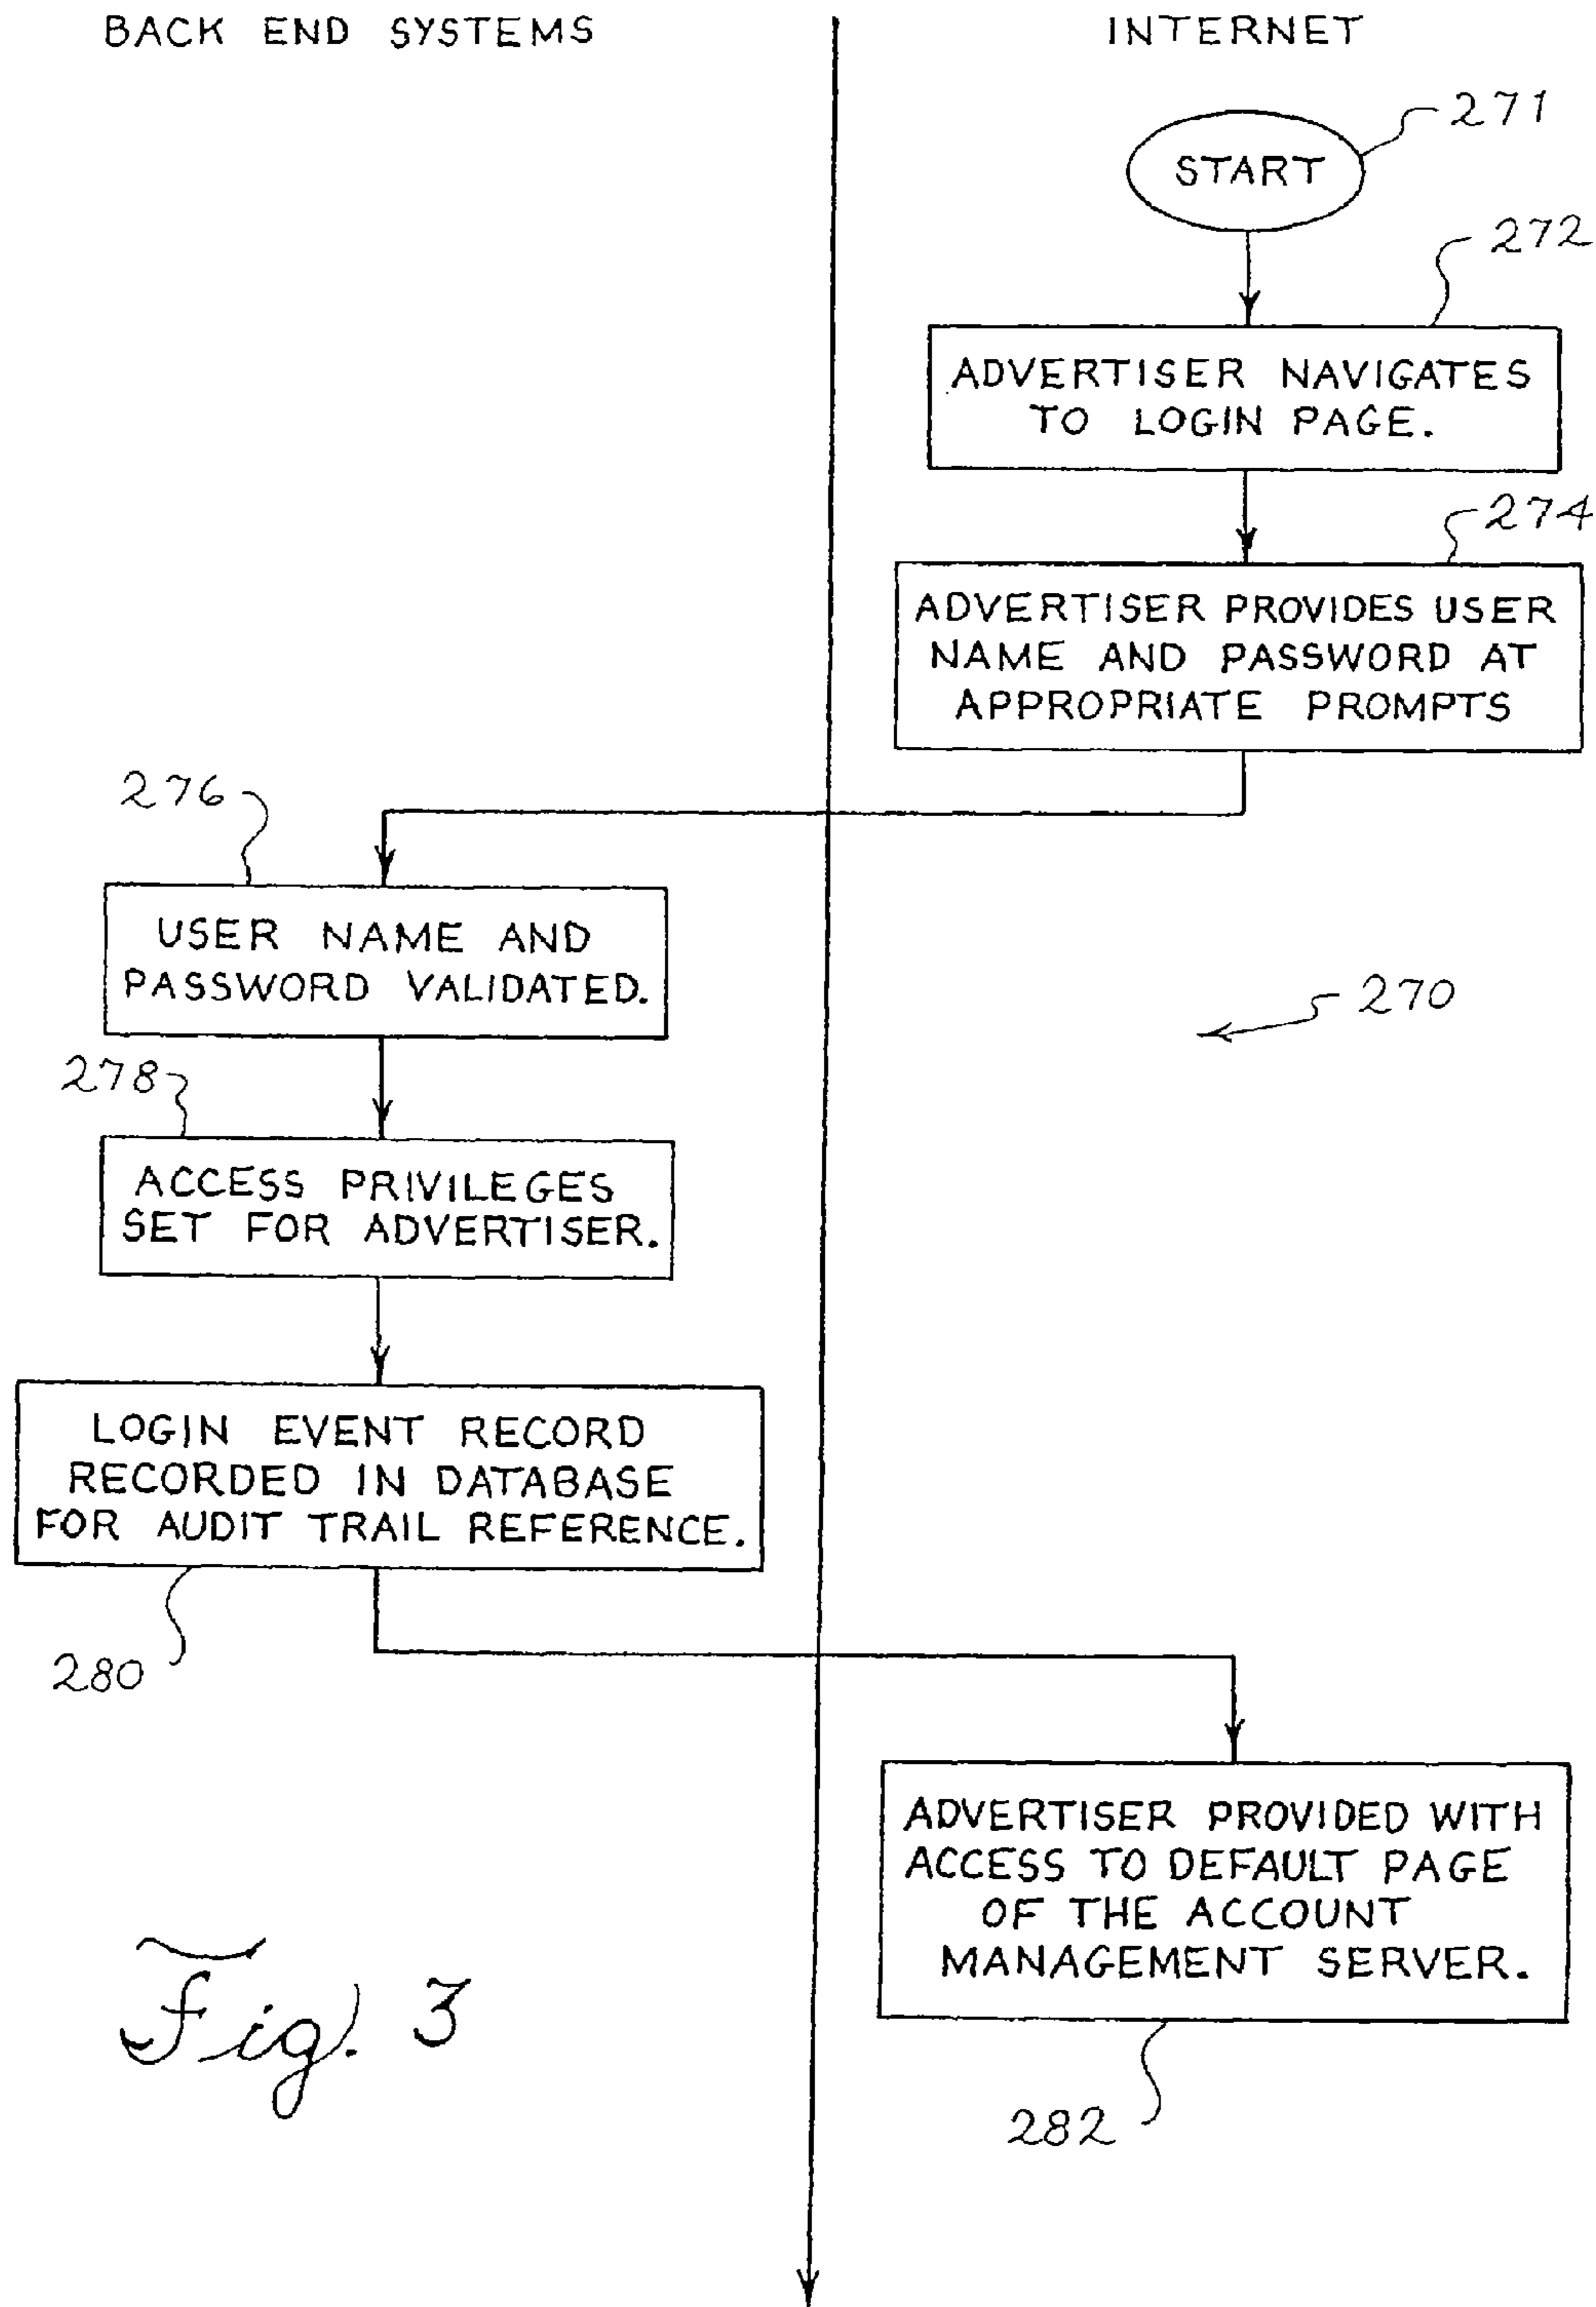 BACK END SYSTEMS
INTERNET
271
START
272
ADVERTISER NAVIGATES
TO LOGIN PAGE.
274
ADVERTISER PROVIDES USER
NAME AND PASSWORD AT
APPROPRIATE PROMPTS
276
USER NAME AND
PASSWORD VALIDATED.
270
278
ACCESS PRIVILEGES
SET FOR ADVERTISER.
LOGIN EVENT RECORD
RECORDED IN DATABASE
FOR AUDIT TRAIL REFERENCE.
280
ADVERTISER PROVIDED WITH
ACCESS TO DEFAULT PAGE
OF THE ACCOUNT
MANAGEMENT SERVER.
282
Fig. 3